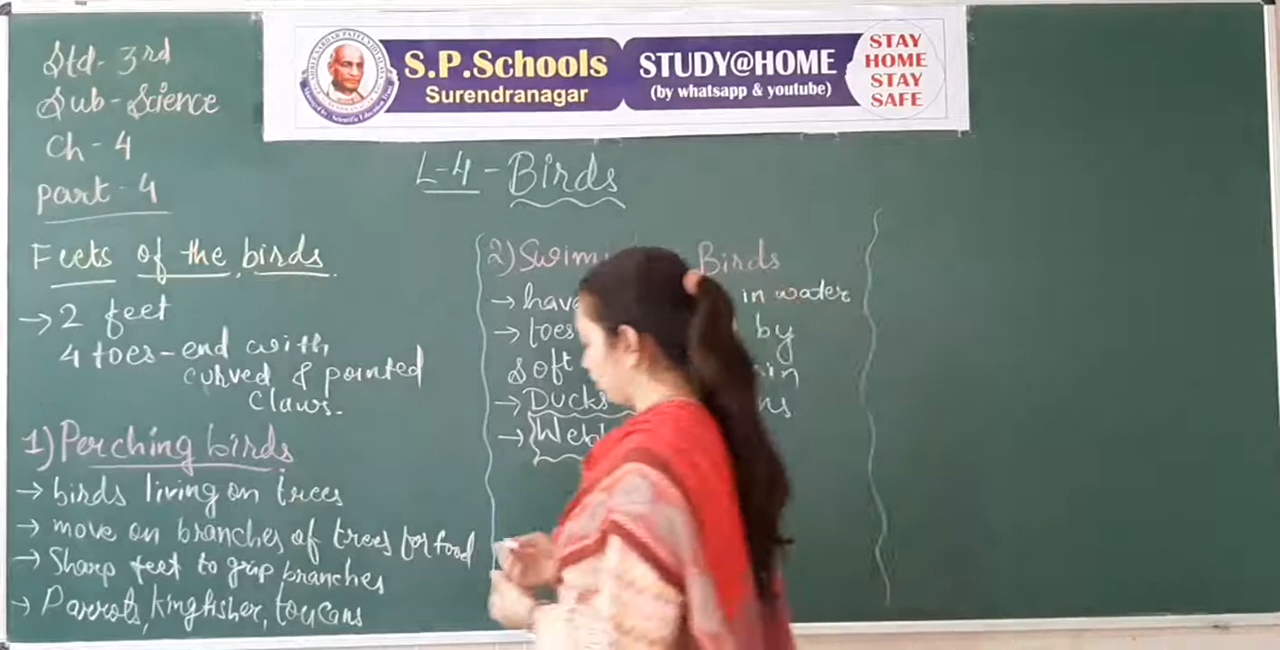 S.P.Schools
Surendranagar
STUDY@HOME
(by whatsapp & youtube)
STAY
HOME
STAY
SAFE
Std- 3rd
Sub-Science
Ch-4
part-4
L-4-Birds
Feets of the birds.
→ 2 feet
4 toes-end with
curved & pointed
claws.
1) Perching birds
→ birds living on trees
→ move on branches of trees for food
→ Sharp feet to grip branches
→ Parrots, kingfisher, toucans
2) Swim Birds
→ have in water
→ toes by
soft in
→ Ducks ns
→ Web